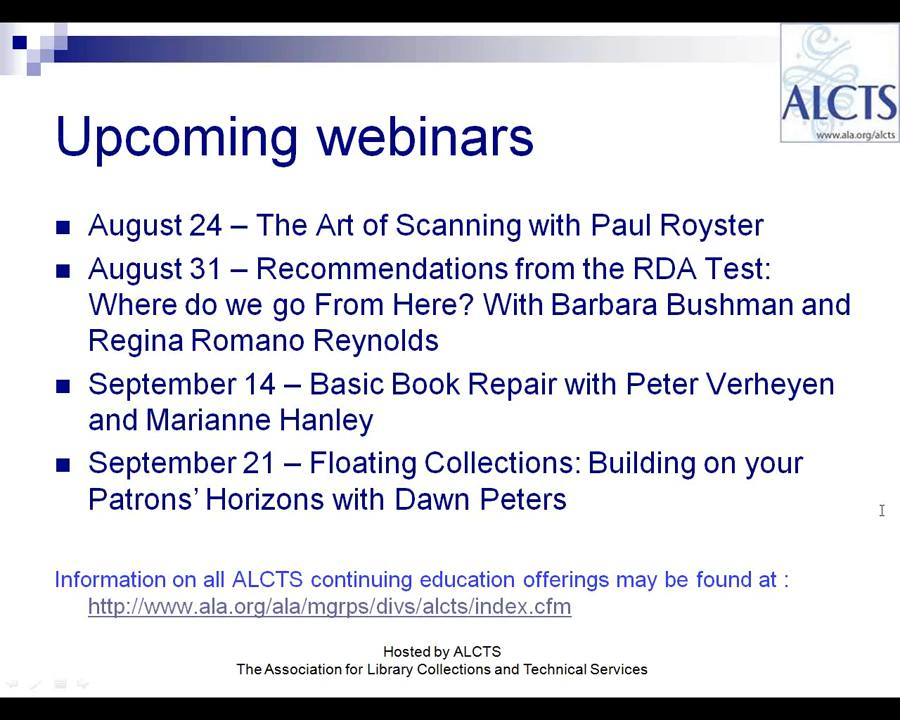 ALCTS
www.ala.org/alcts
Upcoming webinars
August 24 – The Art of Scanning with Paul Royster
August 31 – Recommendations from the RDA Test:
Where do we go From Here? With Barbara Bushman and
Regina Romano Reynolds
September 14 – Basic Book Repair with Peter Verheyen
and Marianne Hanley
September 21 – Floating Collections: Building on your
Patrons’ Horizons with Dawn Peters
Information on all ALCTS continuing education offerings may be found at :
http://www.ala.org/ala/mgrps/divs/alcts/index.cfm
Hosted by ALCTS
The Association for Library Collections and Technical Services